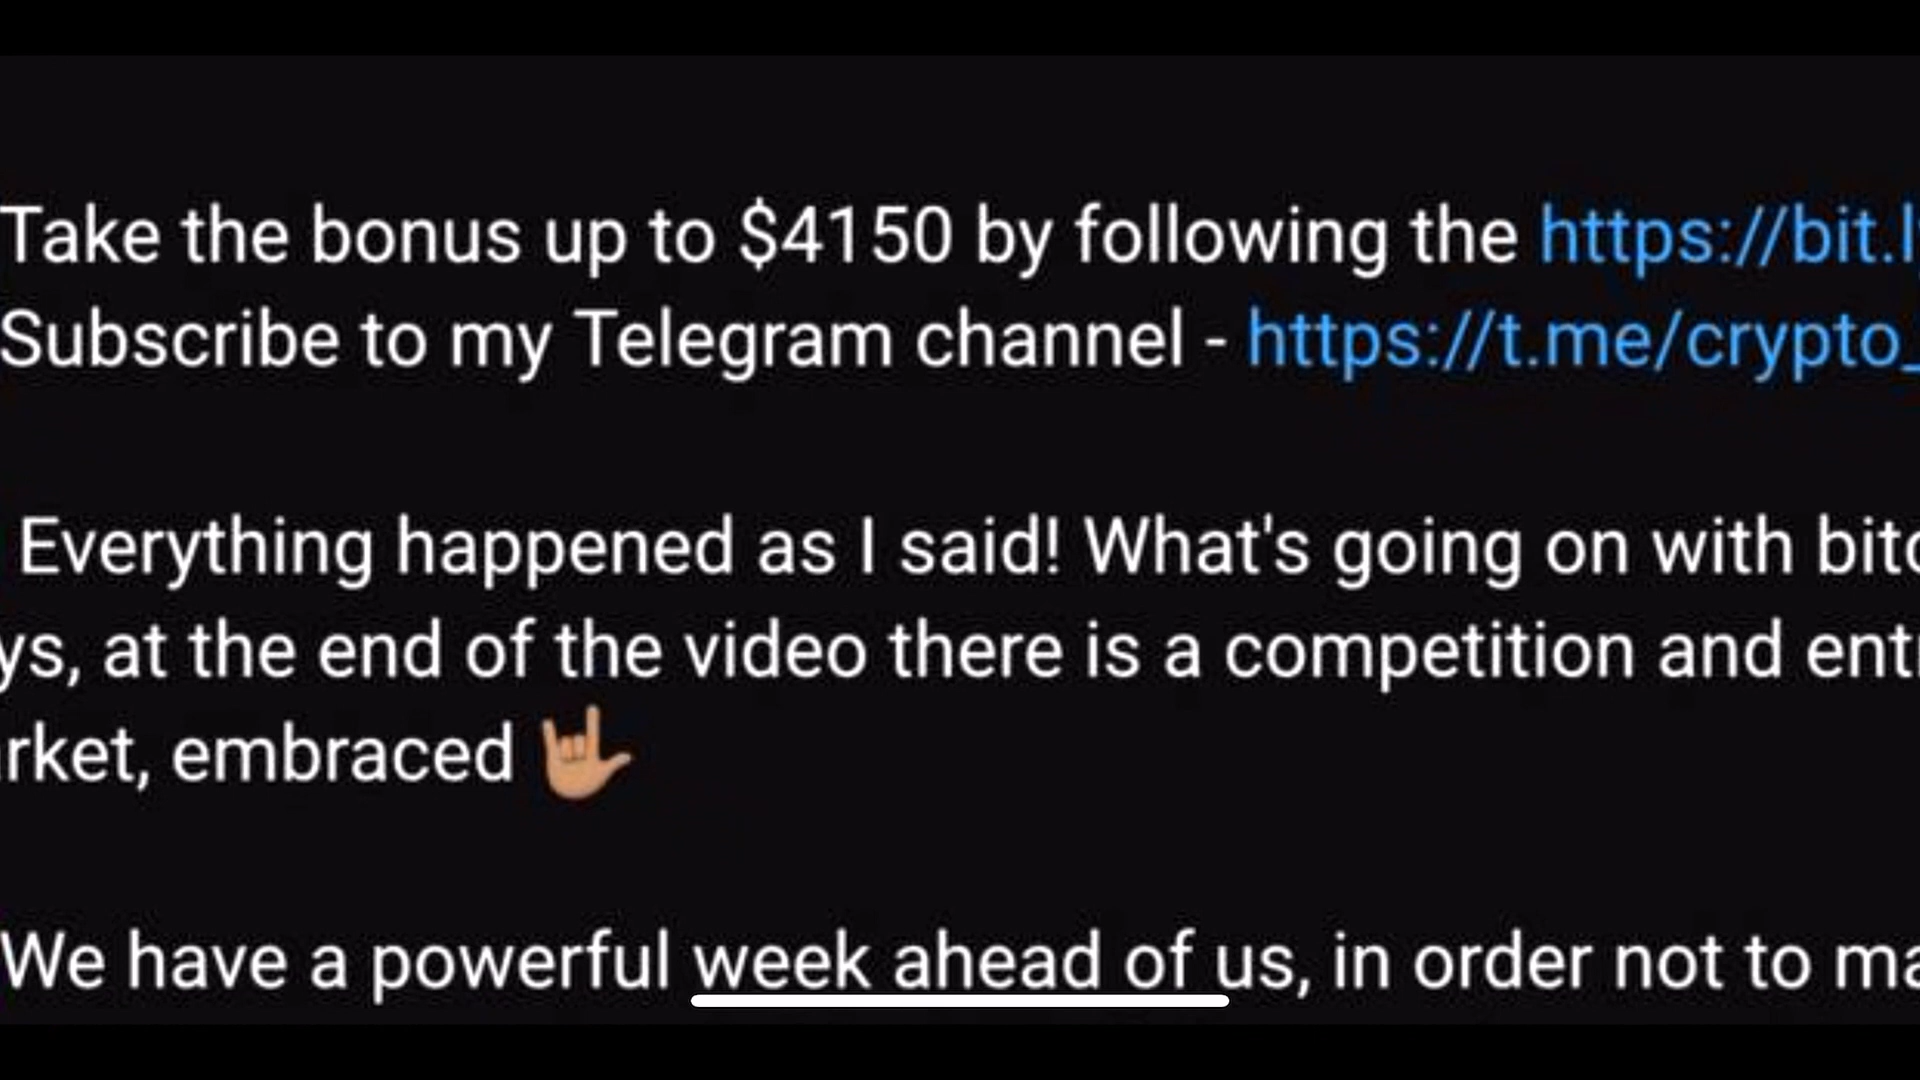 Take the bonus up to $4150 by following the https://bit.l
Subscribe to my Telegram channel - https://t.me/crypto_
Everything happened as I said! What's going on with bitc
ys, at the end of the video there is a competition and entr
rket, embraced 🤟🏽
We have a powerful week ahead of us, in order not to ma